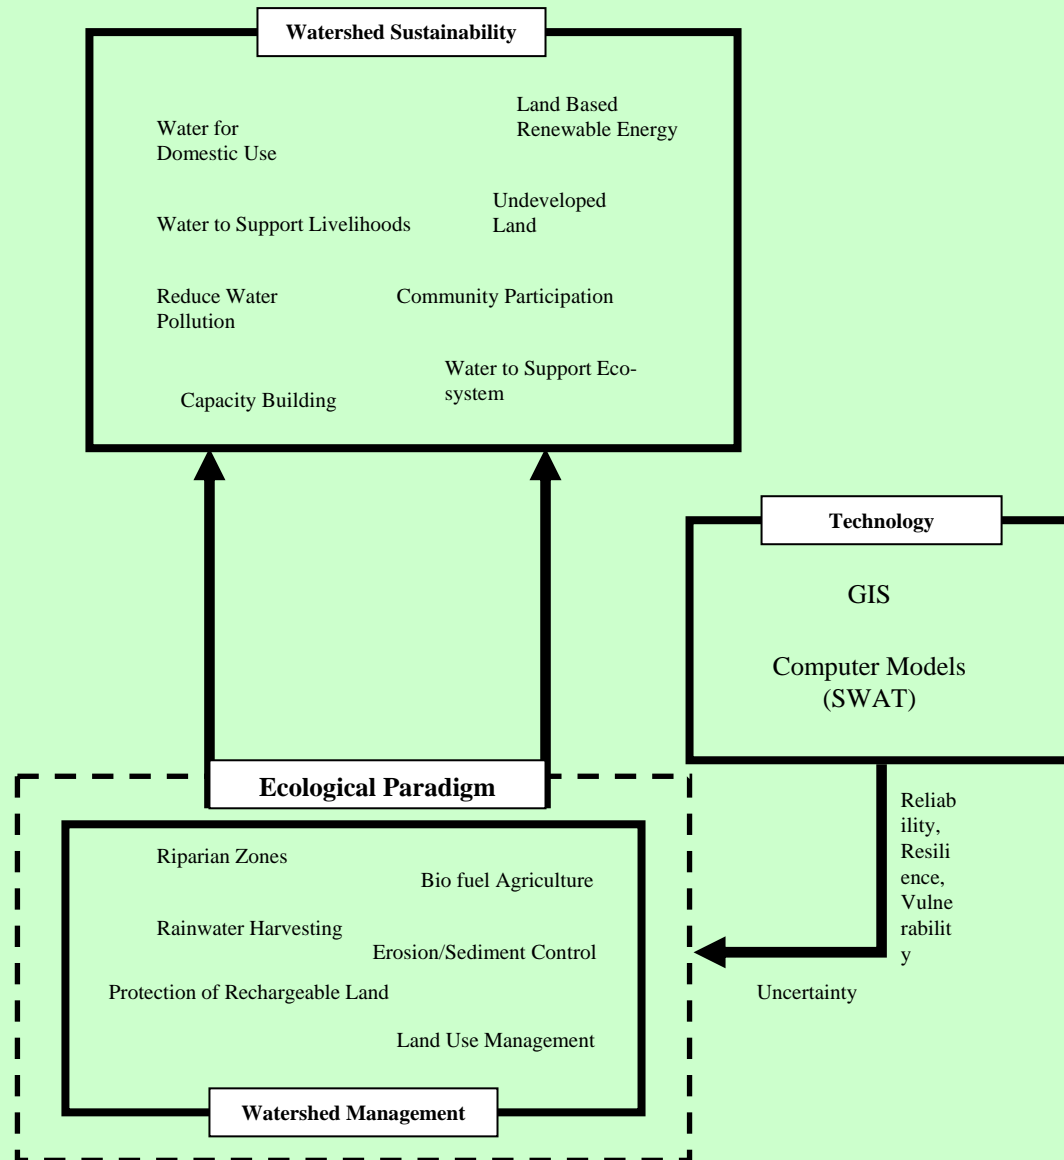 Watershed Sustainability
Water for
Domestic Use
Land Based
Renewable Energy
Water to Support Livelihoods
Undeveloped
Land
Reduce Water
Pollution
Community Participation
Capacity Building
Water to Support Eco-
system
Technology
GIS
Computer Models
(SWAT)
Reliab
ility,
Resili
ence,
Vulne
rabilit
y
Uncertainty
Ecological Paradigm
Riparian Zones
Bio fuel Agriculture
Rainwater Harvesting
Erosion/Sediment Control
Protection of Rechargeable Land
Land Use Management
Watershed Management